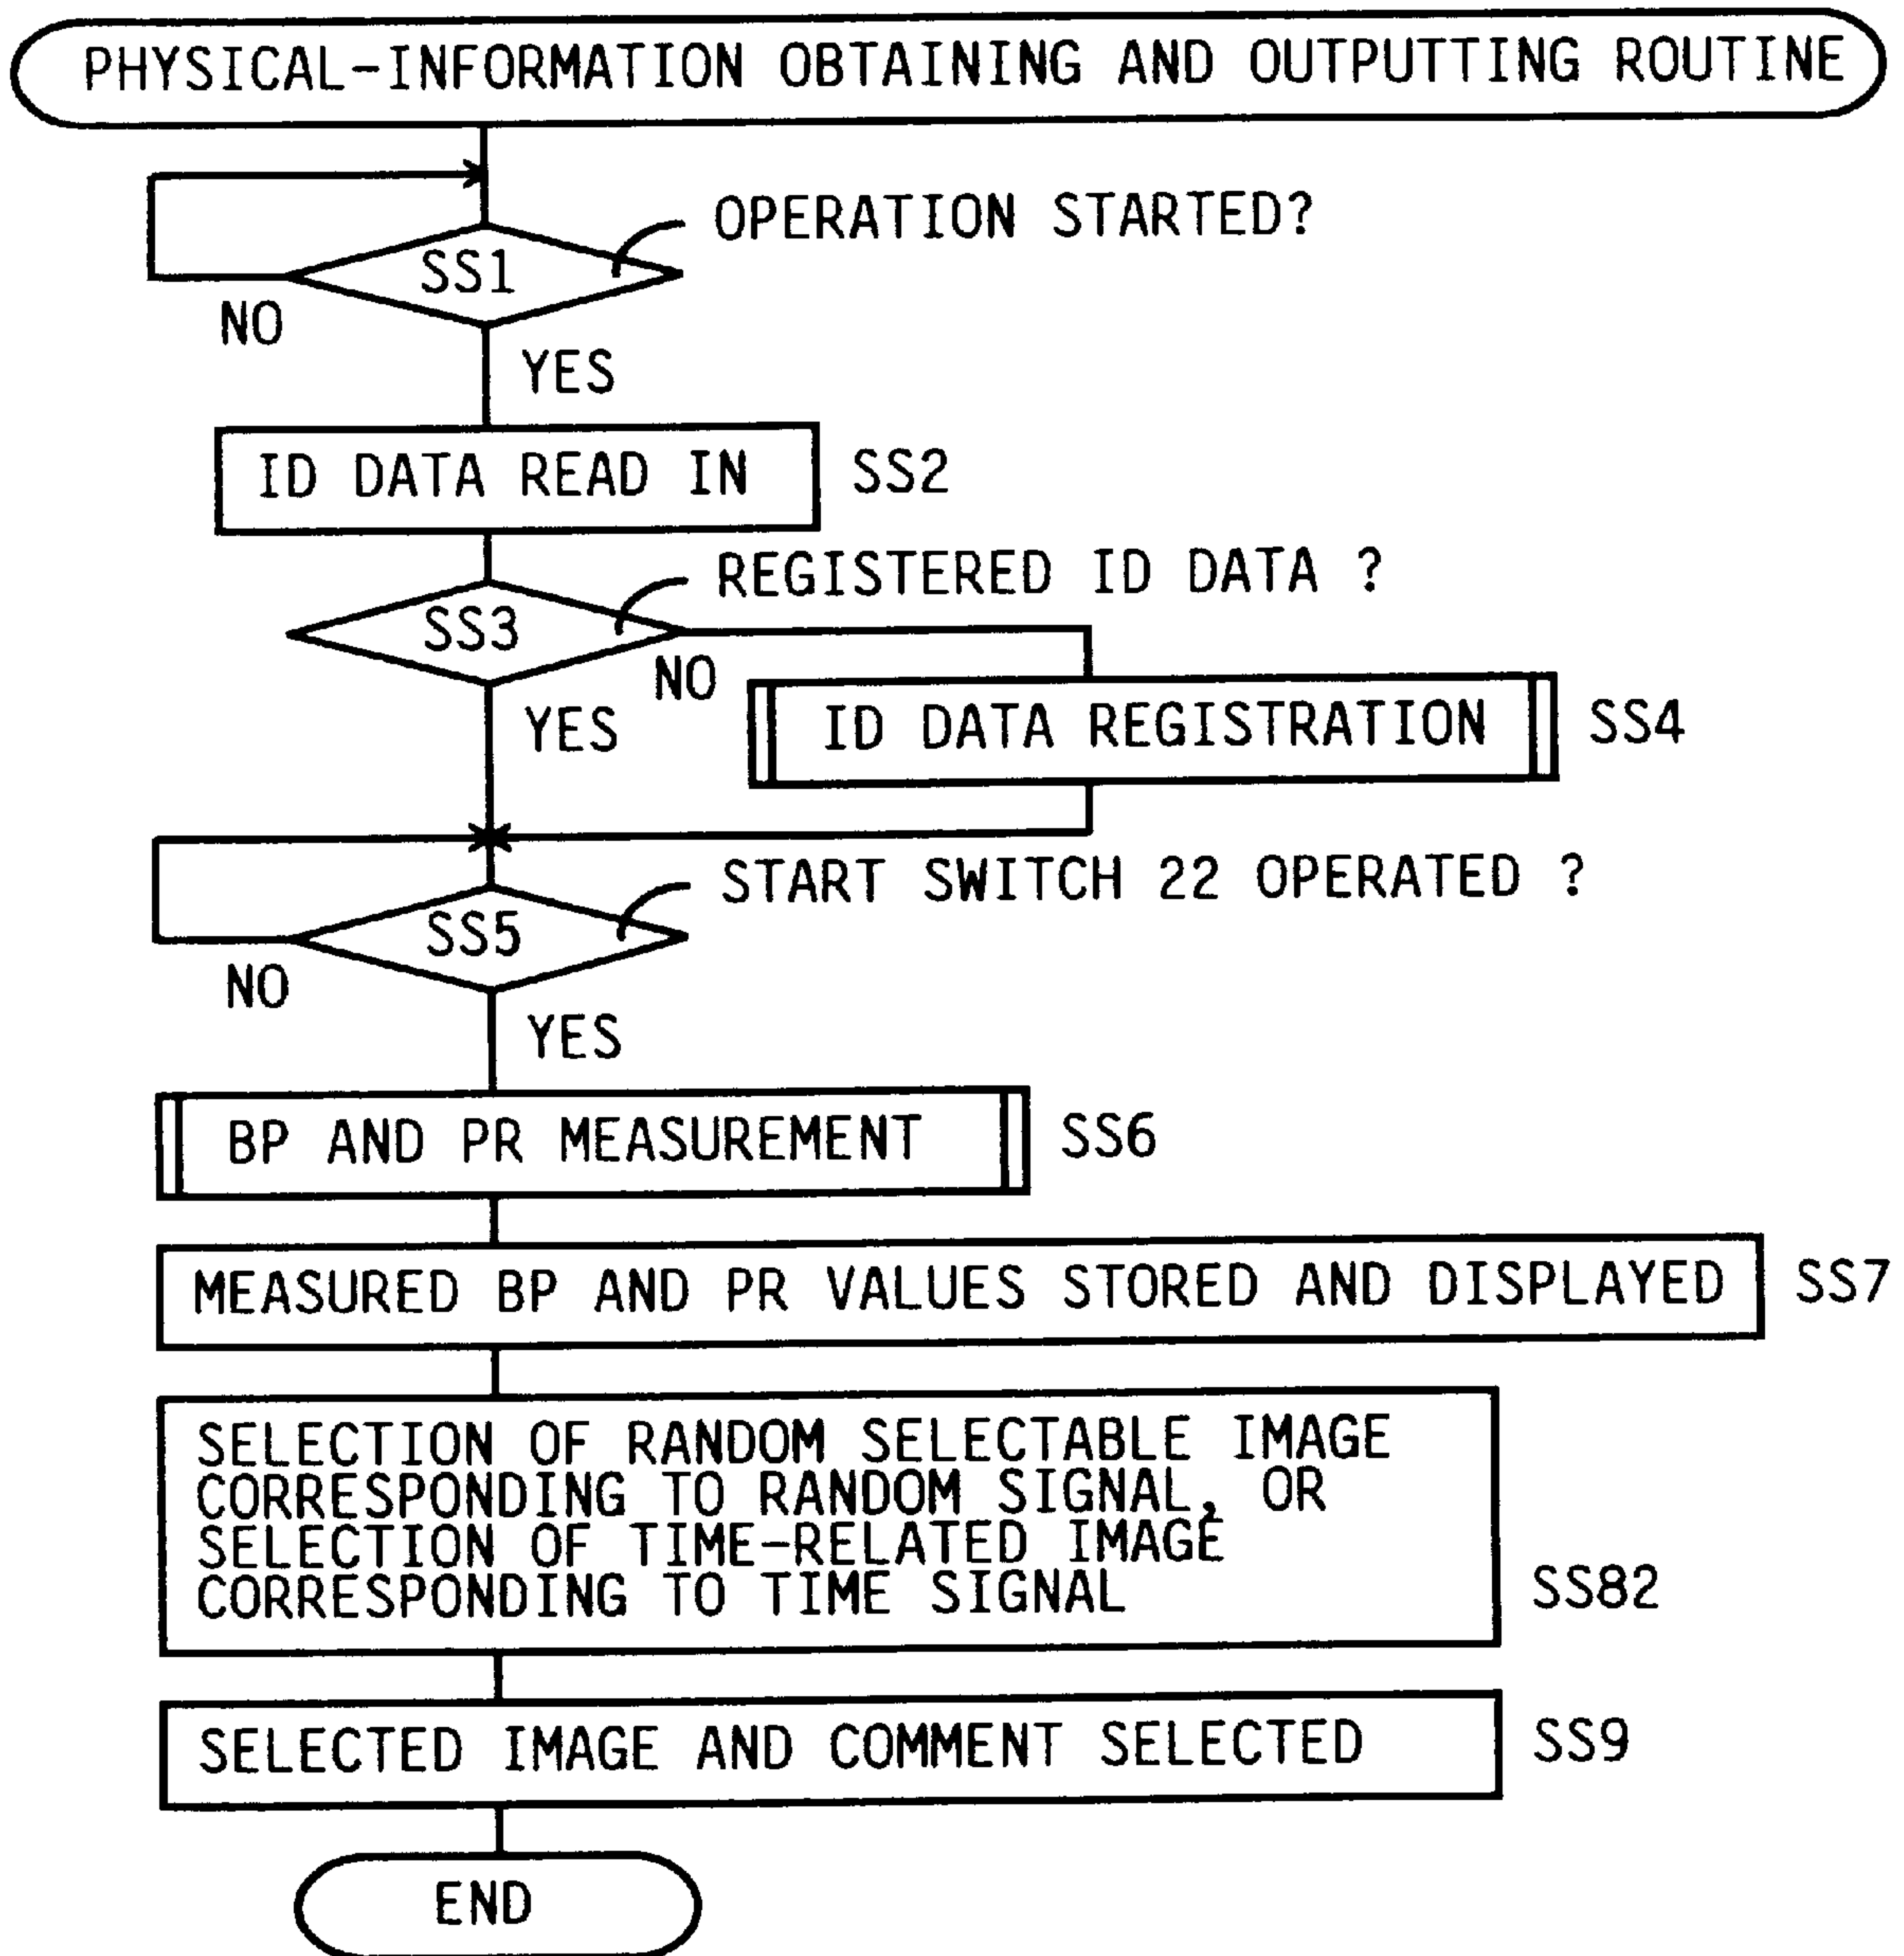 PHYSICAL-INFORMATION OBTAINING AND OUTPUTTING ROUTINE
OPERATION STARTED?
SS1
NO
YES
ID DATA READ IN
SS2
REGISTERED ID DATA ?
SS3
NO
YES
ID DATA REGISTRATION
SS4
START SWITCH 22 OPERATED ?
SS5
NO
YES
BP AND PR MEASUREMENT
SS6
MEASURED BP AND PR VALUES STORED AND DISPLAYED
SS7
SELECTION OF RANDOM SELECTABLE IMAGE
CORRESPONDING TO RANDOM SIGNAL, OR
SELECTION OF TIME-RELATED IMAGE
CORRESPONDING TO TIME SIGNAL
SS82
SELECTED IMAGE AND COMMENT SELECTED
SS9
END